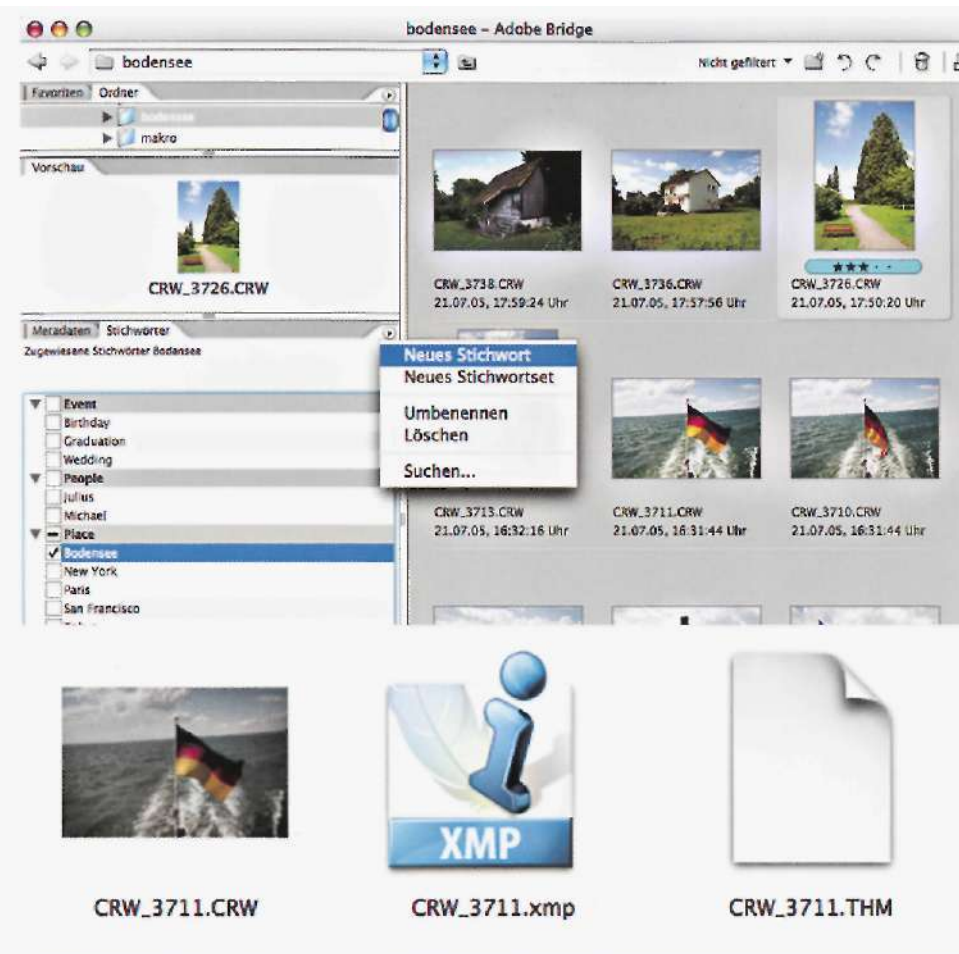 bodensee – Adobe Bridge
bodensee
Nicht gefiltert
Favoriten Ordner
bodensee
makro
Vorschau
CRW_3726.CRW
Metadaten Stichwörter
Zugewiesene Stichwörter Bodensee
Event
Birthday
Graduation
Wedding
People
Julius
Michael
Place
Bodensee
New York
Paris
San Francisco
Neues Stichwort
Neues Stichwortset
Umbenennen
Löschen
Suchen...
CRW_3738.CRW
21.07.05, 17:59:24 Uhr
CRW_3736.CRW
21.07.05, 17:57:56 Uhr
CRW_3726.CRW
21.07.05, 17:50:20 Uhr
CRW_3713.CRW
21.07.05, 16:32:16 Uhr
CRW_3711.CRW
21.07.05, 16:31:44 Uhr
CRW_3710.CRW
21.07.05, 16:31:44 Uhr
XMP
CRW_3711.CRW
CRW_3711.xmp
CRW_3711.THM